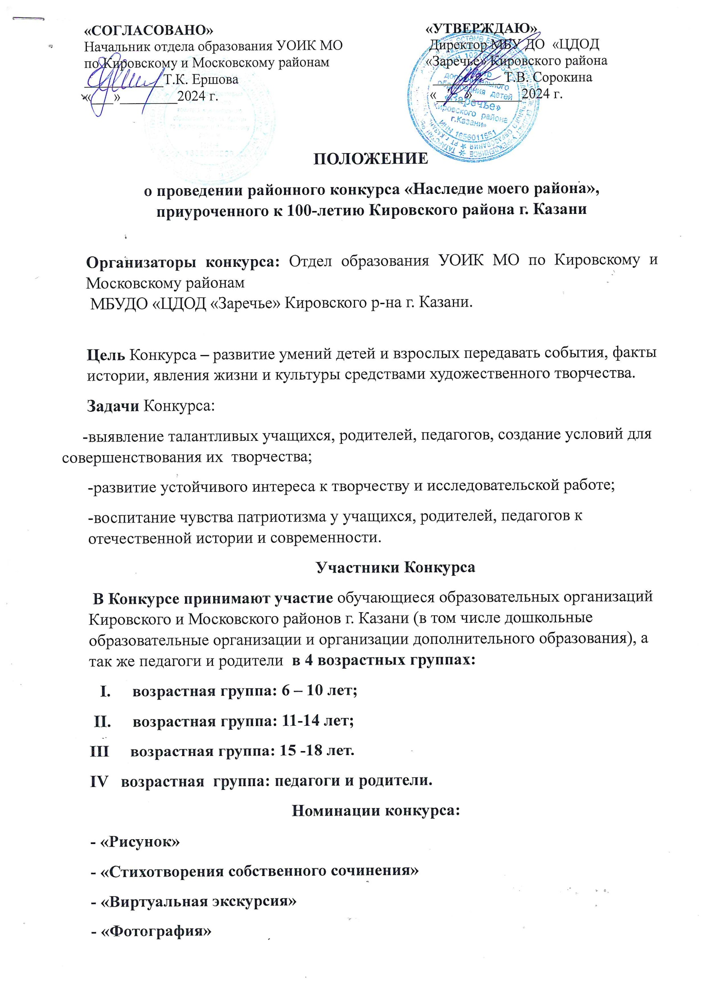 «СОГЛАСОВАНО»
Начальник отдела образования УОИК МО
по Кировскому и Московскому районам
___________Т.К. Ершова
«___»________2024 г.
«УТВЕРЖДАЮ»
Директор МБУ ДО «ЦДОД
«Заречье» Кировского района
__________Т.В. Сорокина
«____»_______2024 г.
«Центр
дополнительного
образования детей
«Заречье»
Кировского района
г.Казани»
ИНН 1656011551
ПОЛОЖЕНИЕ
о проведении районного конкурса «Наследие моего района»,
приуроченного к 100-летию Кировского района г. Казани
Организаторы конкурса: Отдел образования УОИК МО по Кировскому и
Московскому районам
МБУДО «ЦДОД «Заречье» Кировского р-на г. Казани.
Цель Конкурса – развитие умений детей и взрослых передавать события, факты
истории, явления жизни и культуры средствами художественного творчества.
Задачи Конкурса:
-выявление талантливых учащихся, родителей, педагогов, создание условий для
совершенствования их творчества;
-развитие устойчивого интереса к творчеству и исследовательской работе;
-воспитание чувства патриотизма у учащихся, родителей, педагогов к
отечественной истории и современности.
Участники Конкурса
В Конкурсе принимают участие обучающиеся образовательных организаций
Кировского и Московского районов г. Казани (в том числе дошкольные
образовательные организации и организации дополнительного образования), а
так же педагоги и родители в 4 возрастных группах:
I. возрастная группа: 6 – 10 лет;
II. возрастная группа: 11-14 лет;
III возрастная группа: 15 -18 лет.
IV возрастная группа: педагоги и родители.
Номинации конкурса:
- «Рисунок»
- «Стихотворения собственного сочинения»
- «Виртуальная экскурсия»
- «Фотография»